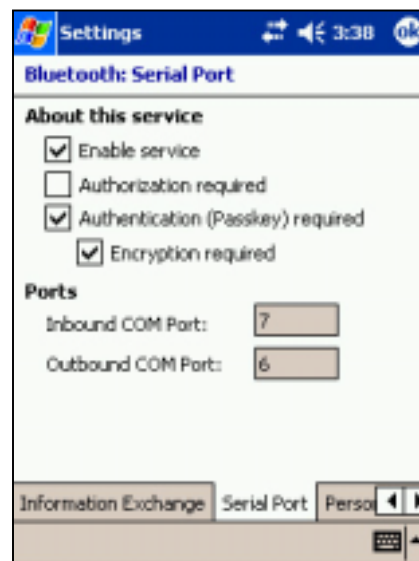 Settings 3:38 ok
Bluetooth: Serial Port
About this service
Enable service
Authorization required
Authentication (Passkey) required
Encryption required
Ports
Inbound COM Port: 7
Outbound COM Port: 6
Information Exchange Serial Port Perso